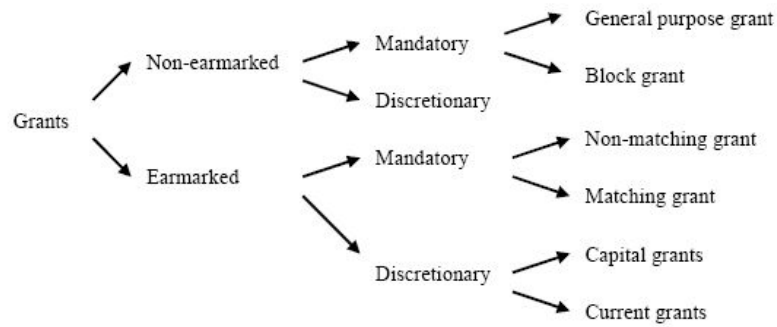 General purpose grant
Mandatory
Non-earmarked
Block grant
Discretionary
Grants
Non-matching grant
Mandatory
Earmarked
Matching grant
Capital grants
Discretionary
Current grants